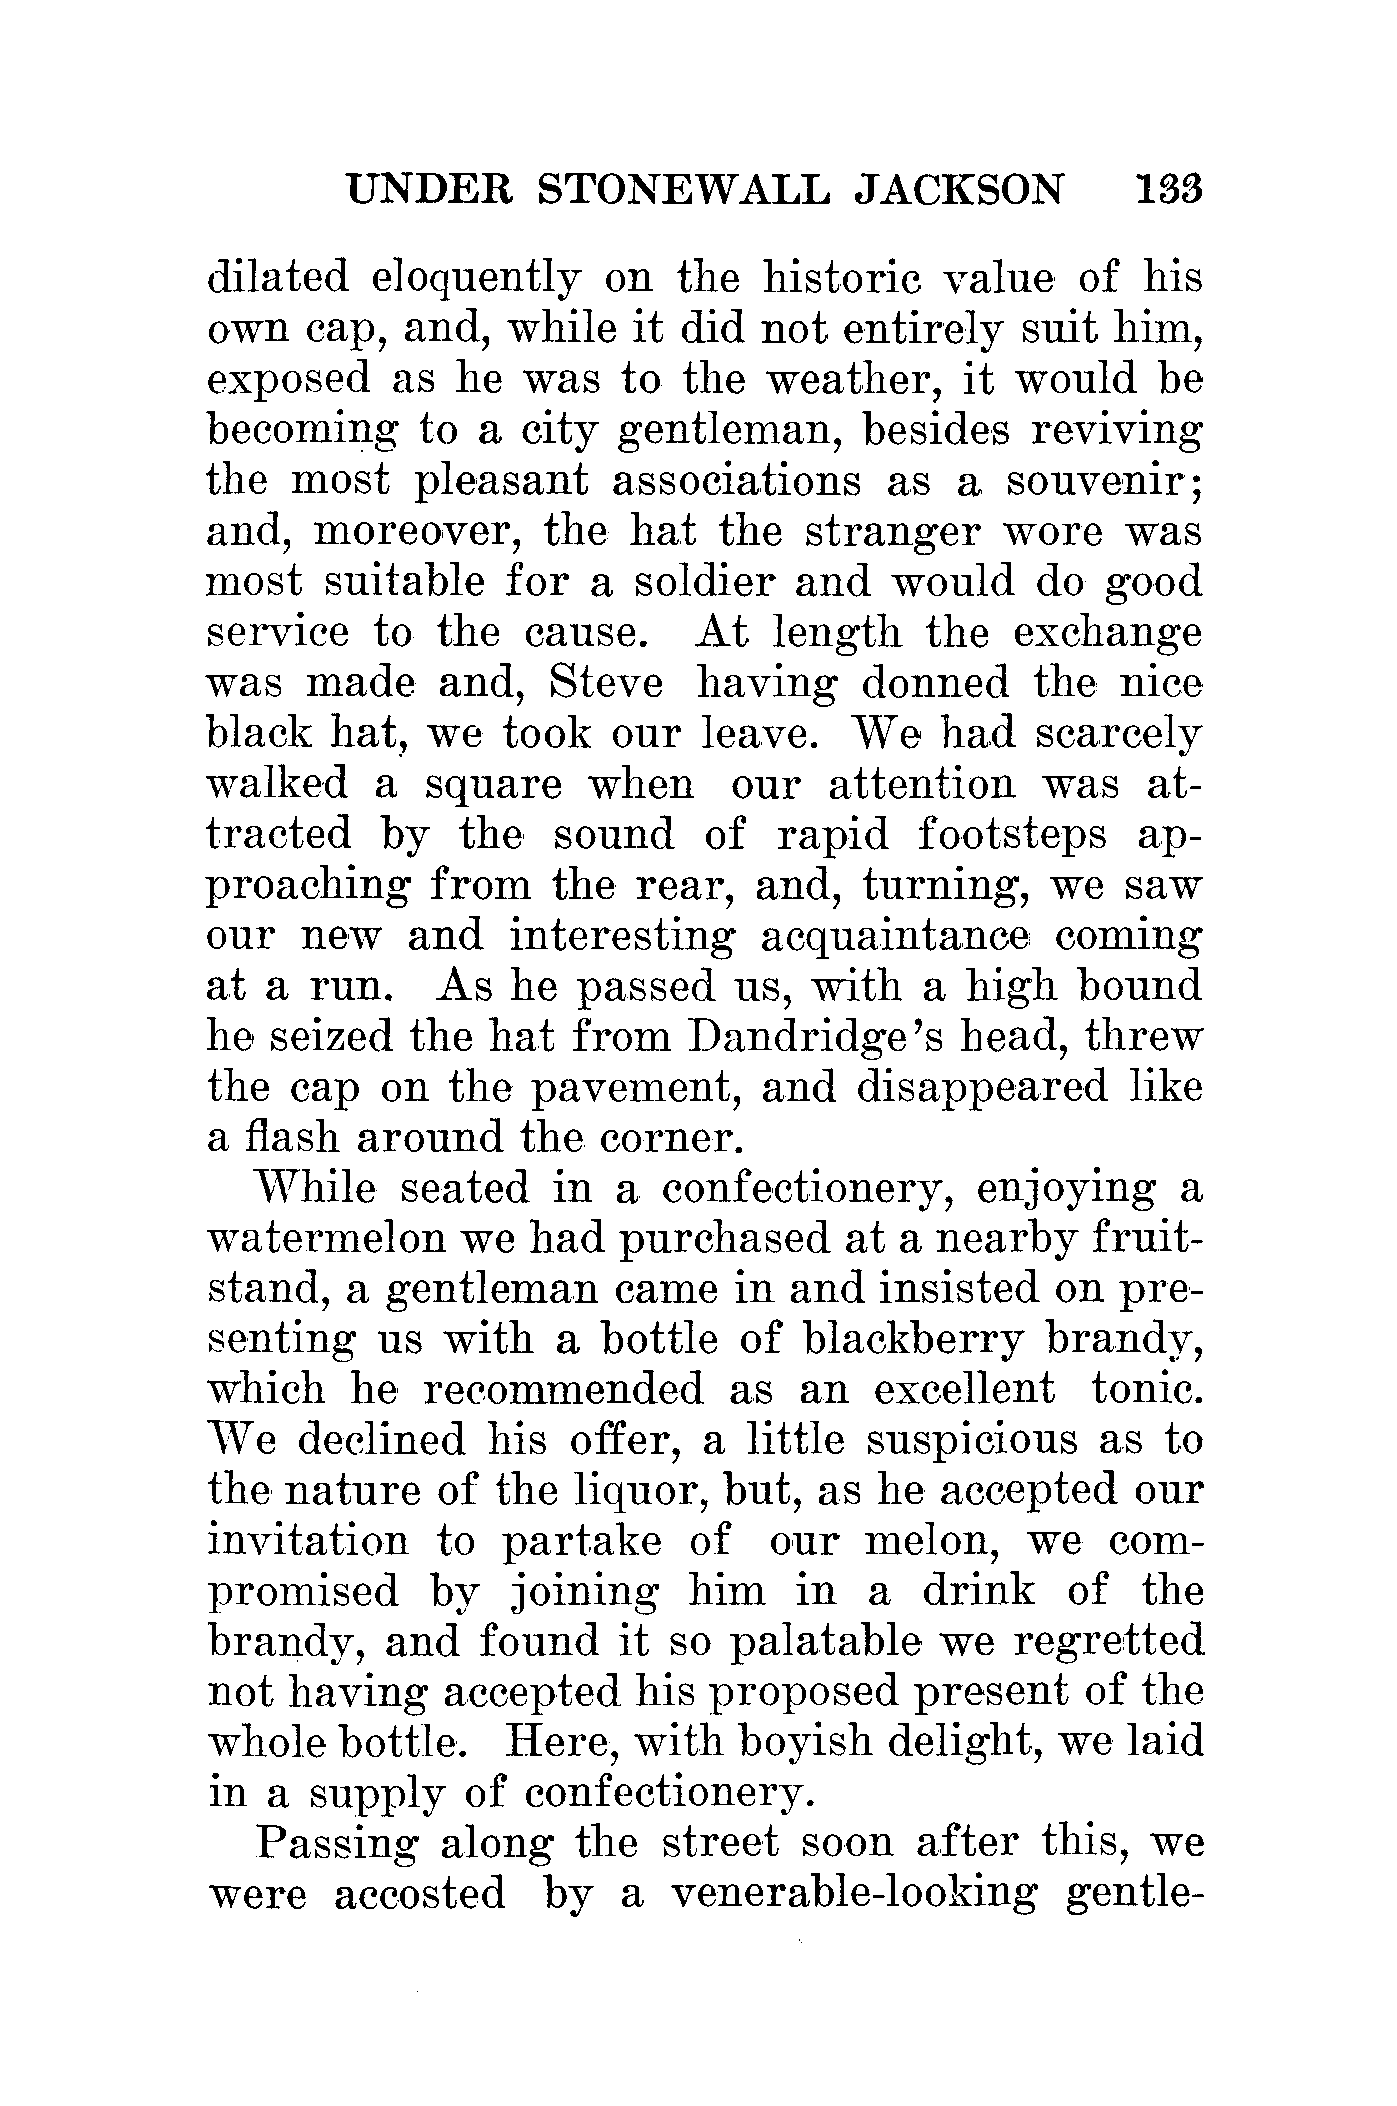 UNDER STONEWALL JACKSON 133
dilated eloquently on the historic value of his
own cap, and, while it did not entirely suit him,
exposed as he was to the weather, it would be
becoming to a city gentleman, besides reviving
the most pleasant associations as a souvenir;
and, moreover, the hat the stranger wore was
most suitable for a soldier and would do good
service to the cause. At length the exchange
was made and, Steve having donned the nice
black hat, we took our leave. We had scarcely
walked a square when our attention was at-
tracted by the sound of rapid footsteps ap-
proaching from the rear, and, turning, we saw
our new and interesting acquaintance coming
at a run. As he passed us, with a high bound
he seized the hat from Dandridge's head, threw
the cap on the pavement, and disappeared like
a flash around the corner.
While seated in a confectionery, enjoying a
watermelon we had purchased at a nearby fruit-
stand, a gentleman came in and insisted on pre-
senting us with a bottle of blackberry brandy,
which he recommended as an excellent tonic.
We declined his offer, a little suspicious as to
the nature of the liquor, but, as he accepted our
invitation to partake of our melon, we com-
promised by joining him in a drink of the
brandy, and found it so palatable we regretted
not having accepted his proposed present of the
whole bottle. Here, with boyish delight, we laid
in a supply of confectionery.
Passing along the street soon after this, we
were accosted by a venerable-looking gentle-